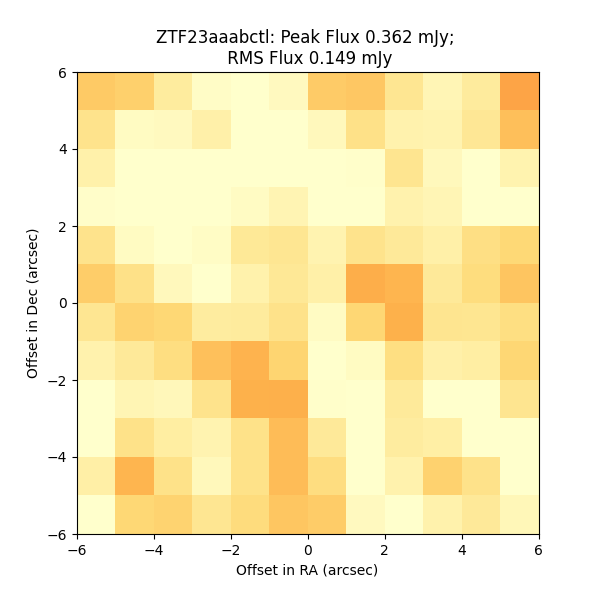 ZTF23aaabctl: Peak Flux 0.362 mJy;
RMS Flux 0.149 mJy
6
4
2
0
−2
−4
−6
Offset in Dec (arcsec)
−6 −4 −2 0 2 4 6
Offset in RA (arcsec)